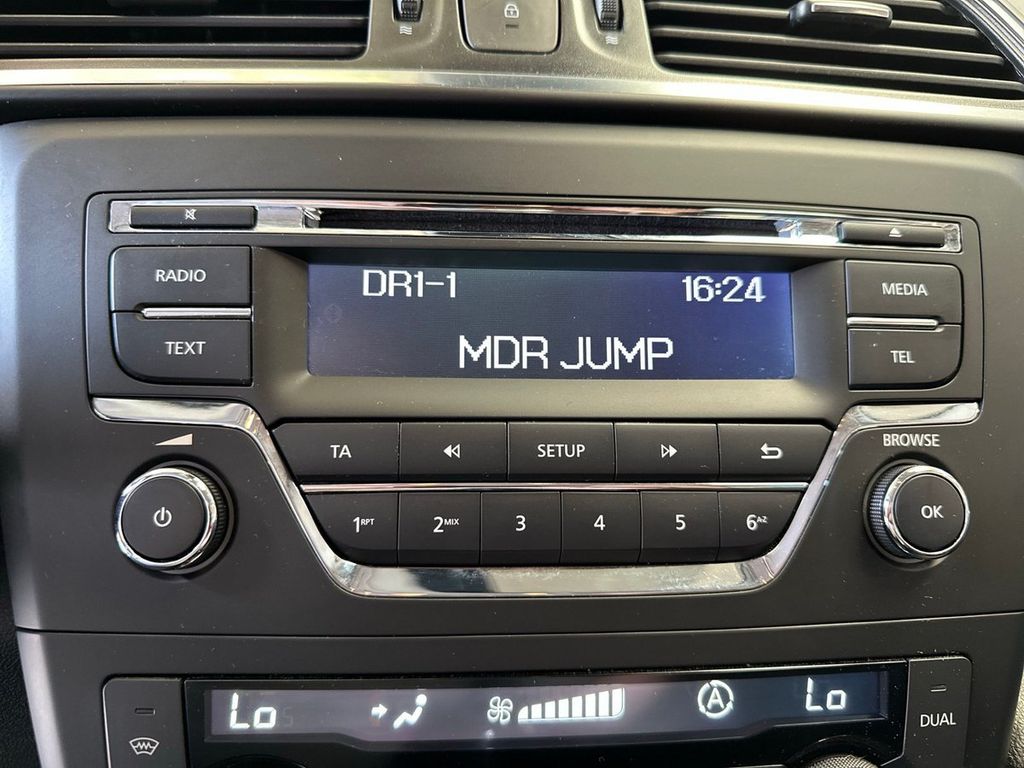 RADIO
TEXT
DR1-1 16:24
MDR JUMP
MEDIA
TEL
TA
SETUP
BROWSE
1RPT 2MIX 3 4 5 6A-Z
OK
Lo A Lo
DUAL